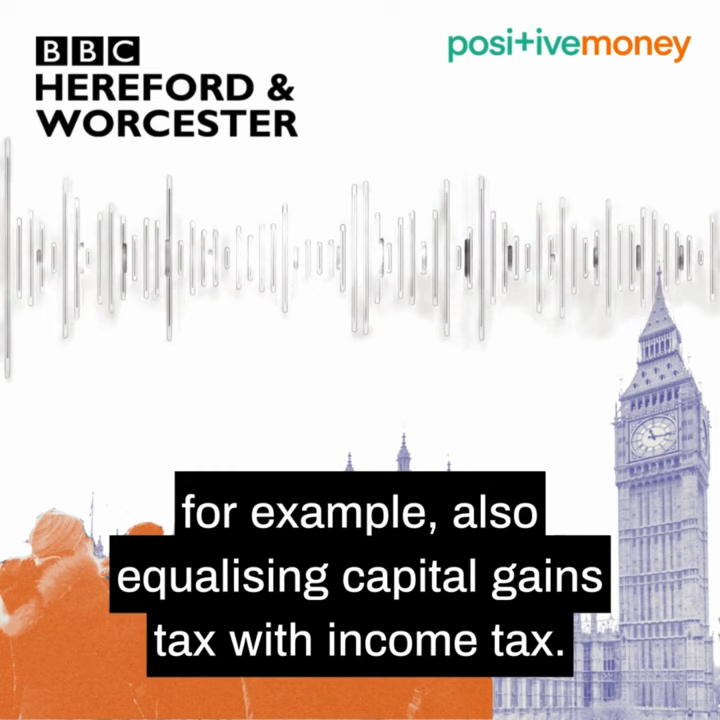 BBC
HEREFORD &
WORCESTER
positivemoney
for example, also
equalising capital gains
tax with income tax.